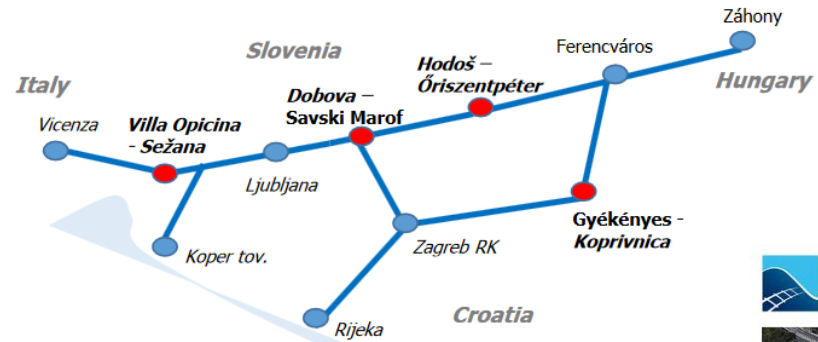 Záhony
Slovenia
Hodoš –
Őriszentpéter
Ferencváros
Italy
Hungary
Dobova –
Savski Marof
Vicenza
Villa Opicina
- Sežana
Ljubljana
Gyékényes -
Koprivnica
Koper tov.
Zagreb RK
Croatia
Rijeka